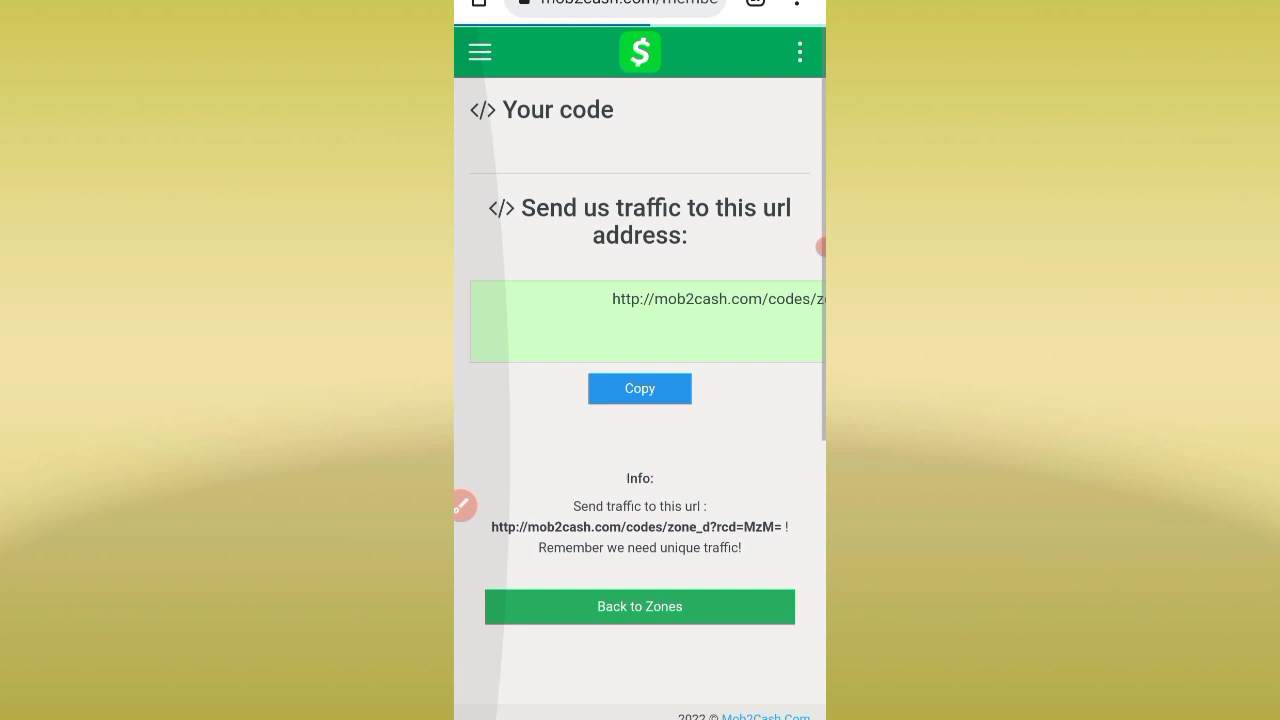 mob2cash.com/membe
$
</> Your code
</> Send us traffic to this url
address:
http://mob2cash.com/codes/z
Copy
Info:
Send traffic to this url :
http://mob2cash.com/codes/zone_d?rcd=MzM= !
Remember we need unique traffic!
Back to Zones
2022 © Mob2Cash.Com